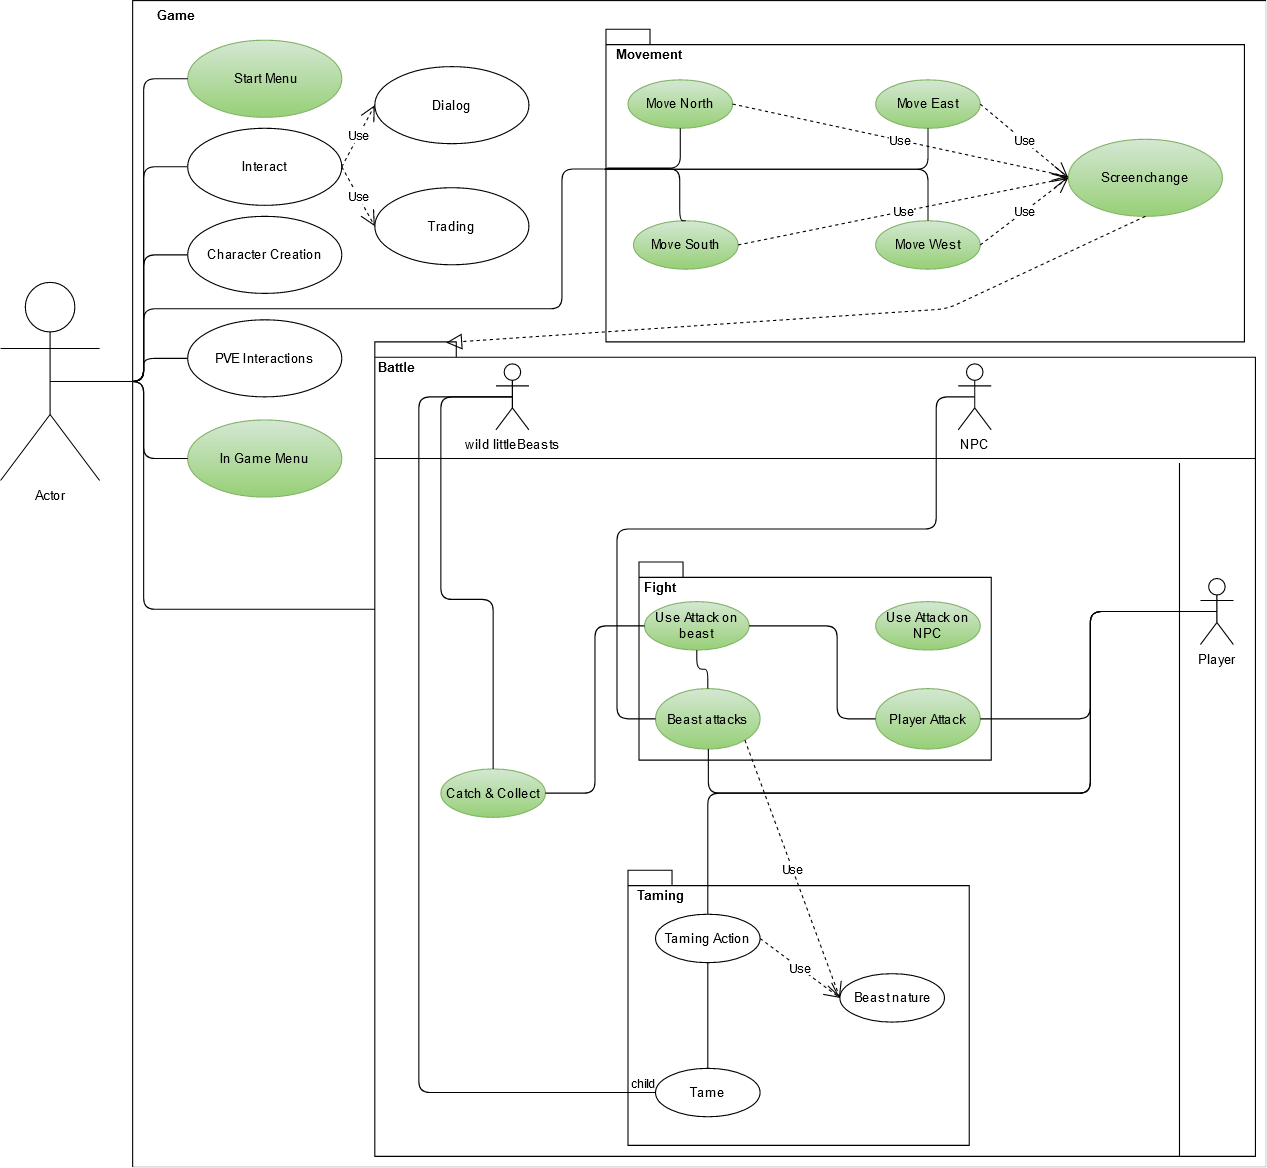 Game
Start Menu
Dialog
Use
Interact
Use
Trading
Character Creation
PVE Interactions
In Game Menu
Actor
Movement
Move North
Move East
Use
Use
Screenchange
Use
Use
Move South
Move West
Battle
wild littleBeasts
NPC
Fight
Use Attack on
beast
Use Attack on
NPC
Player
Beast attacks
Player Attack
Catch & Collect
Use
Taming
Taming Action
Use
Beast nature
child
Tame